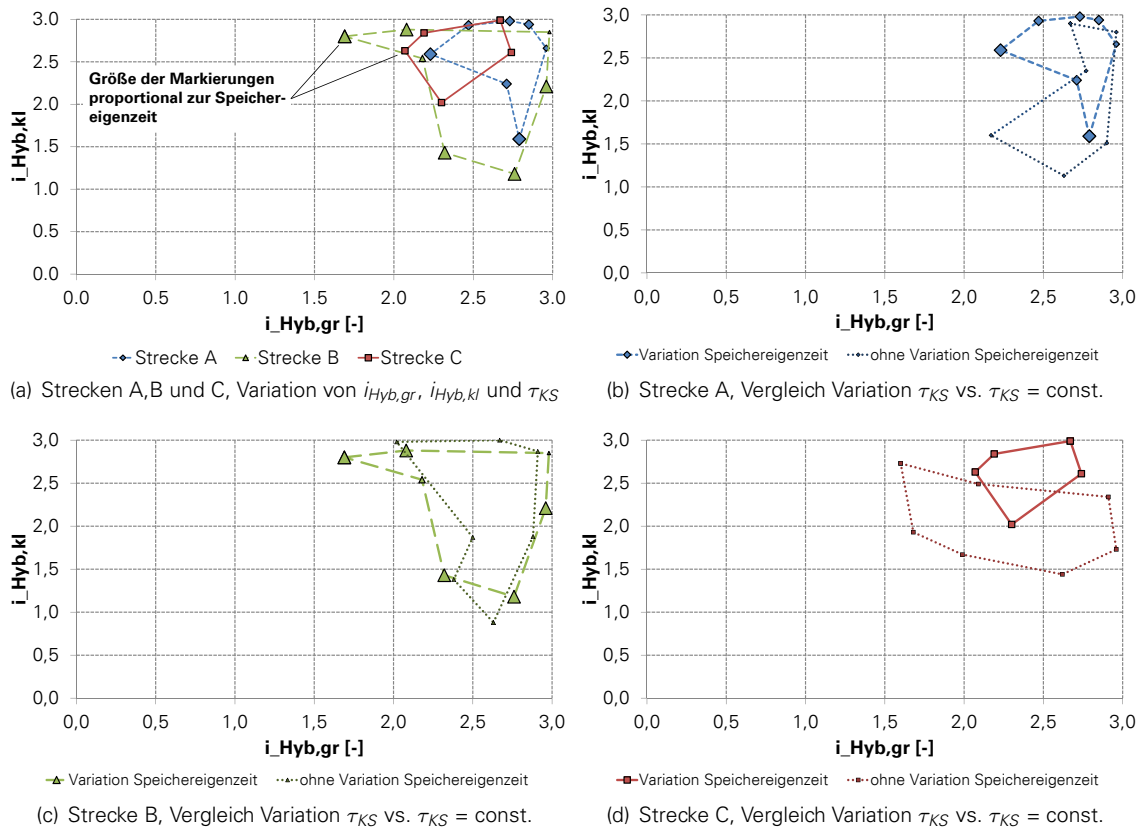 3.0
2.5
2.0
1.5
1.0
0.5
0.0
i_Hyb,kl
Größe der Markierungen
proportional zur Speicher-
eigenzeit
0.0 0,5 1.0 1.5 2.0 2.5 3.0
i_Hyb,gr [-]
Strecke A Strecke B Strecke C
(a) Strecken A,B und C, Variation von i_Hyb,gr, i_Hyb,kl und τ_KS
3,0
2,5
2,0
1,5
1,0
0,5
0,0
i_Hyb,kl
0,0 0,5 1,0 1,5 2,0 2,5 3,0
i_Hyb,gr [-]
Variation Speichereigenzeit ohne Variation Speichereigenzeit
(b) Strecke A, Vergleich Variation τ_KS vs. τ_KS = const.
3,0
2,5
2,0
1,5
1,0
0,5
0,0
i_Hyb,kl
0,0 0,5 1,0 1,5 2,0 2,5 3,0
i_Hyb,gr [-]
Variation Speichereigenzeit ohne Variation Speichereigenzeit
(c) Strecke B, Vergleich Variation τ_KS vs. τ_KS = const.
3,0
2,5
2,0
1,5
1,0
0,5
0,0
i_Hyb,kl
0,0 0,5 1,0 1,5 2,0 2,5 3,0
i_Hyb,gr [-]
Variation Speichereigenzeit ohne Variation Speichereigenzeit
(d) Strecke C, Vergleich Variation τ_KS vs. τ_KS = const.